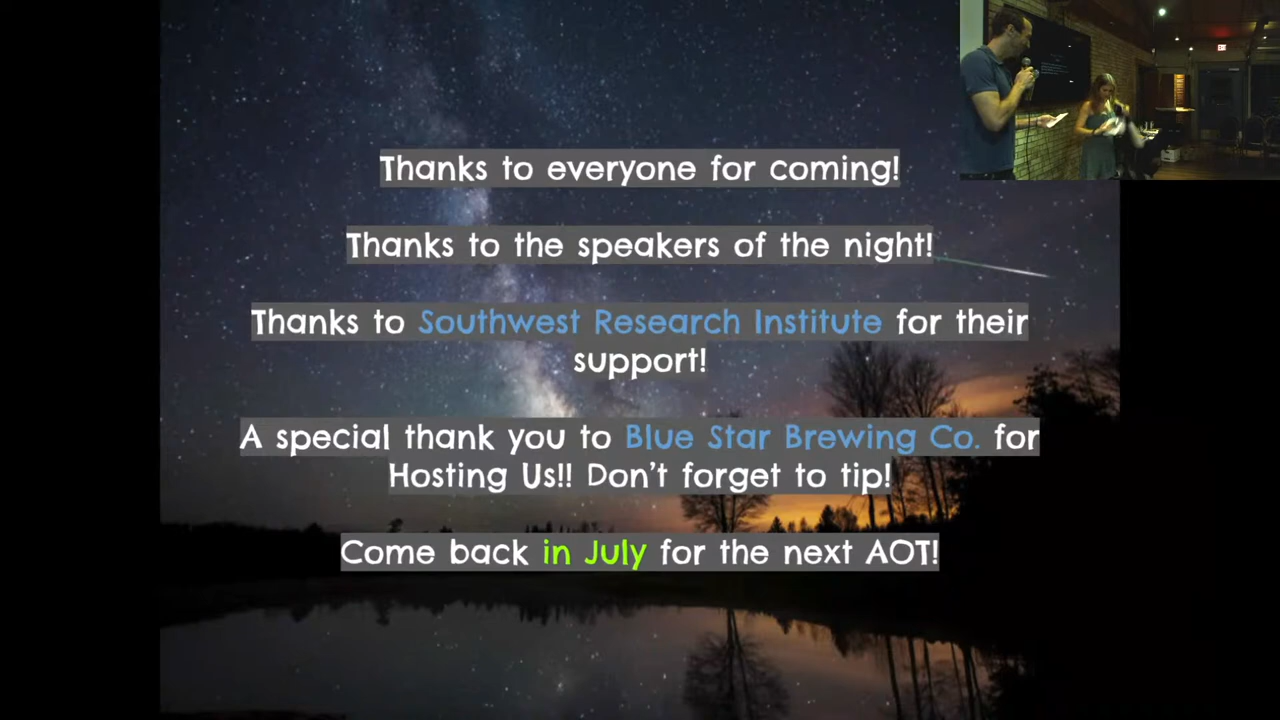 Thanks to everyone for coming!
Thanks to the speakers of the night!
Thanks to Southwest Research Institute for their
support!
A special thank you to Blue Star Brewing Co. for
Hosting Us!! Don't forget to tip!
Come back in July for the next AOT!